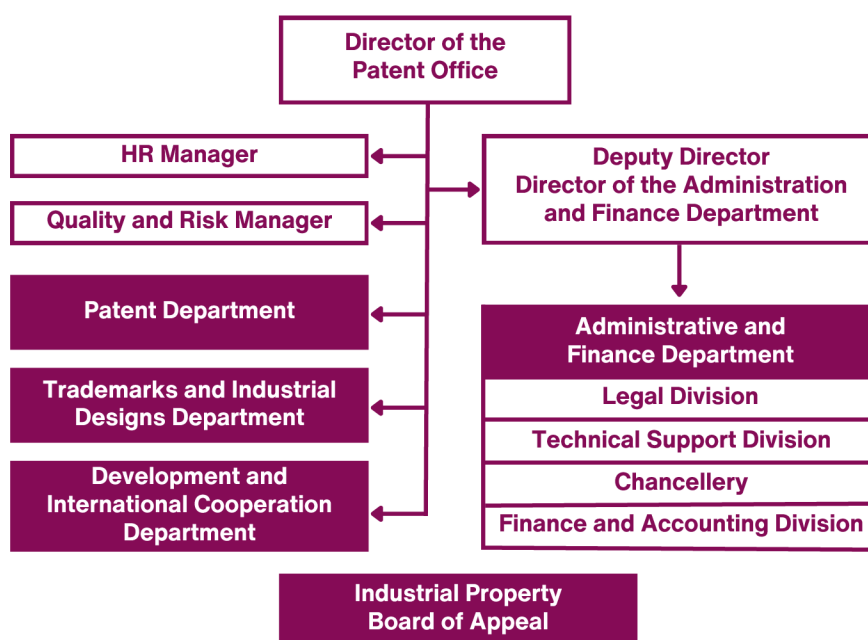 Director of the
Patent Office
HR Manager
Quality and Risk Manager
Patent Department
Trademarks and Industrial
Designs Department
Development and
International Cooperation
Department
Deputy Director
Director of the Administration
and Finance Department
Administrative and
Finance Department
Legal Division
Technical Support Division
Chancellery
Finance and Accounting Division
Industrial Property
Board of Appeal